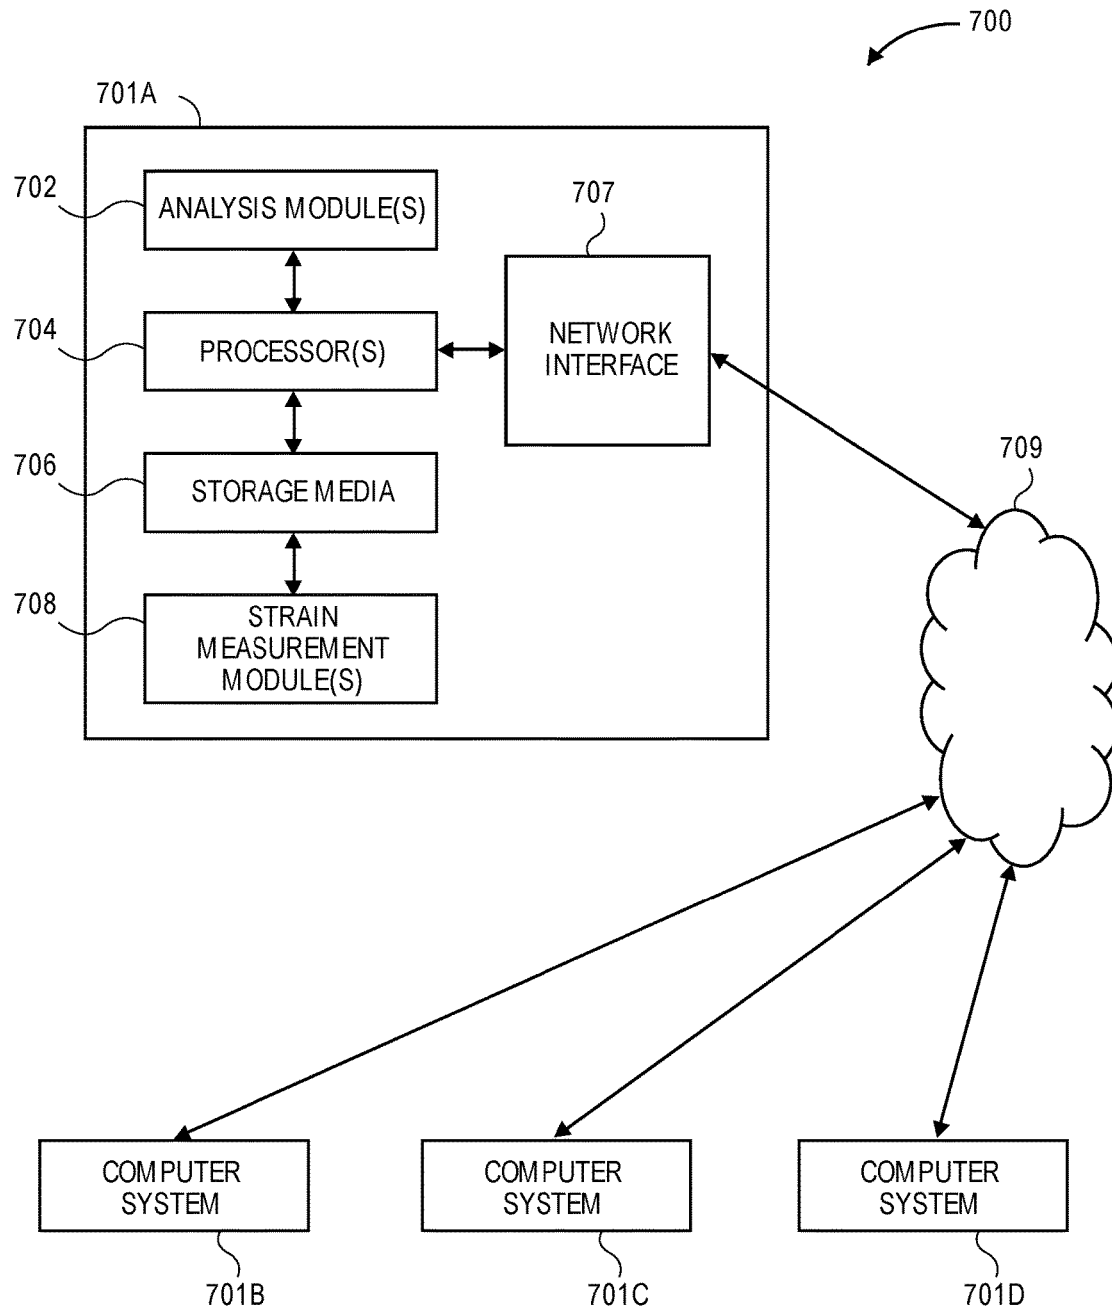 700
701A
702
ANALYSIS MODULE(S)
707
704
PROCESSOR(S)
NETWORK
INTERFACE
706
STORAGE MEDIA
709
708
STRAIN
MEASUREMENT
MODULE(S)
COMPUTER
SYSTEM
COMPUTER
SYSTEM
COMPUTER
SYSTEM
701B
701C
701D